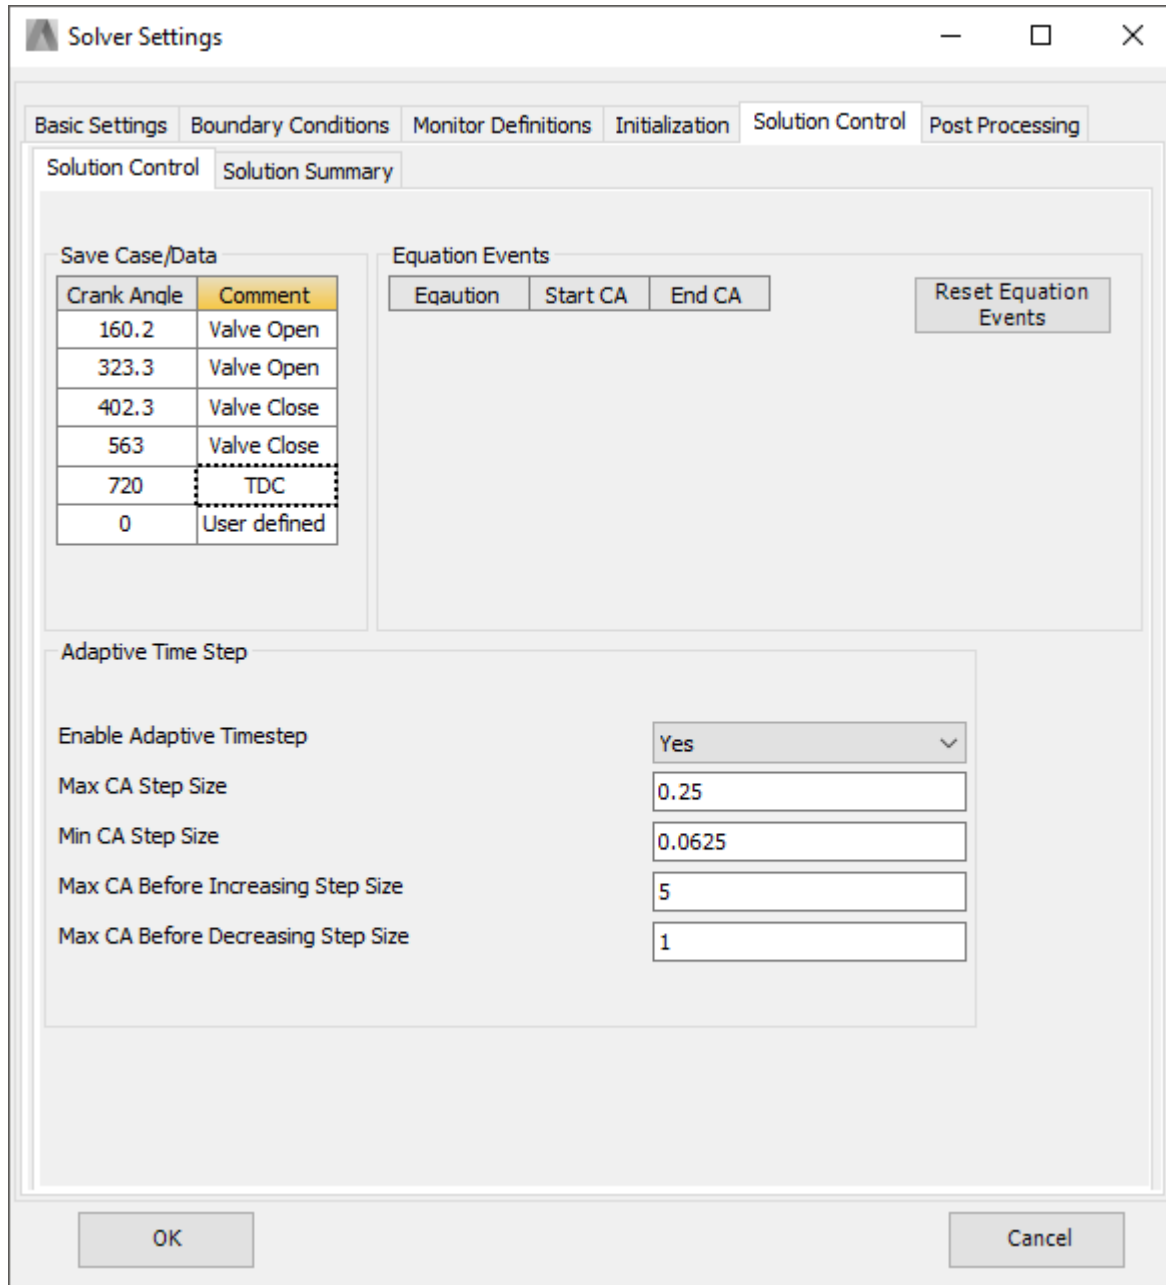 Solver Settings
Basic Settings Boundary Conditions Monitor Definitions Initialization Solution Control Post Processing
Solution Control Solution Summary
Save Case/Data
Crank Angle Comment
160.2 Valve Open
323.3 Valve Open
402.3 Valve Close
563 Valve Close
720 TDC
0 User defined
Equation Events
Eqaution Start CA End CA
Reset Equation
Events
Adaptive Time Step
Enable Adaptive Timestep Yes
Max CA Step Size 0.25
Min CA Step Size 0.0625
Max CA Before Increasing Step Size 5
Max CA Before Decreasing Step Size 1
OK Cancel